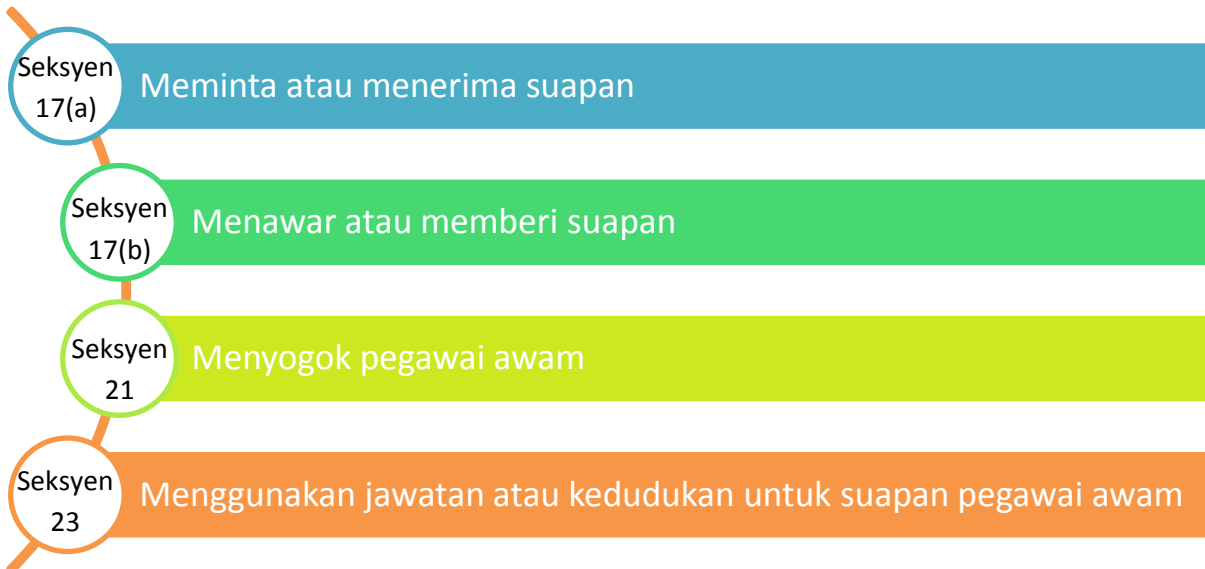 Seksyen
17(a)
Meminta atau menerima suapan
Seksyen
17(b)
Menawar atau memberi suapan
Seksyen
21
Menyogok pegawai awam
Seksyen
23
Menggunakan jawatan atau kedudukan untuk suapan pegawai awam